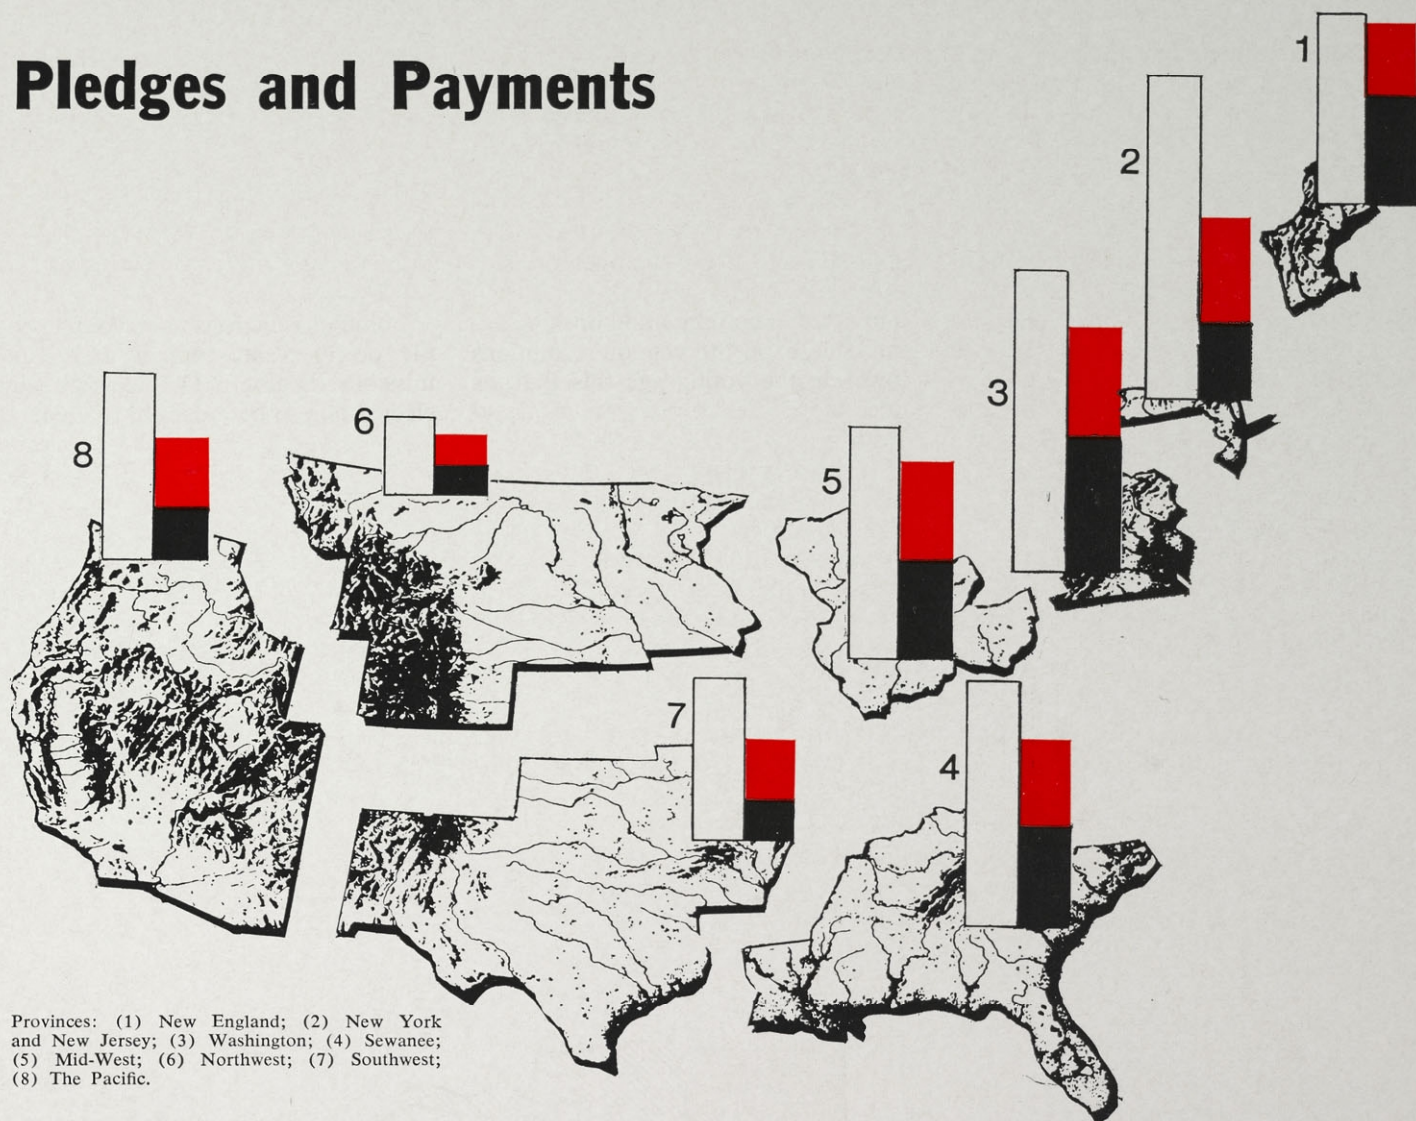 Pledges and Payments
1
2
3
8
6
5
7
4
Provinces: (1) New England; (2) New York
and New Jersey; (3) Washington; (4) Sewanee;
(5) Mid-West; (6) Northwest; (7) Southwest;
(8) The Pacific.